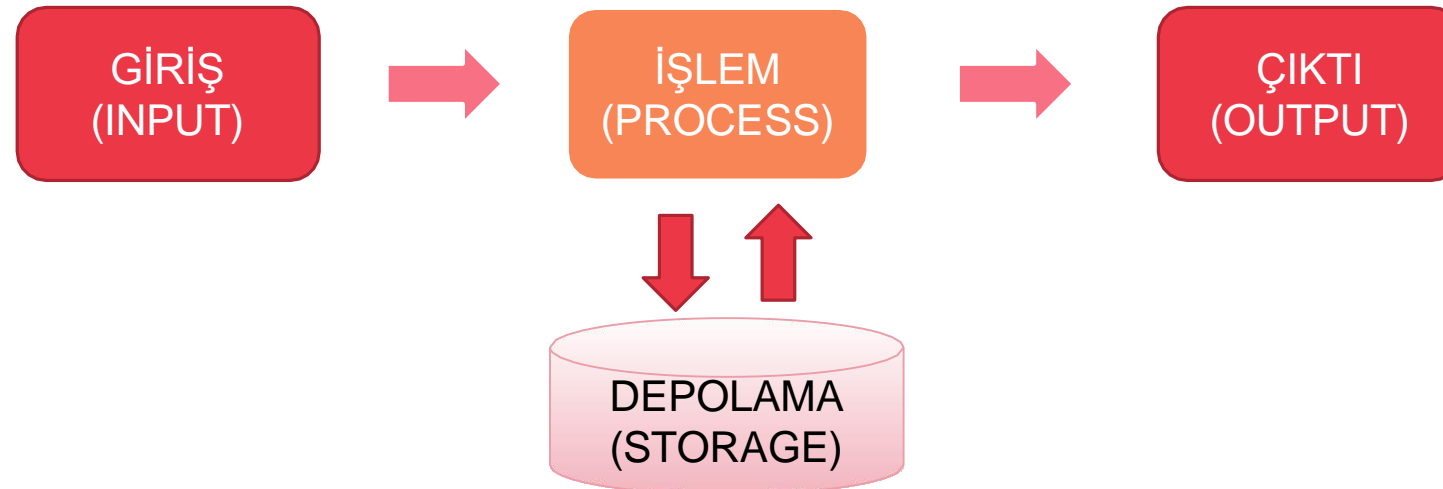 GİRİŞ
(INPUT)
İŞLEM
(PROCESS)
ÇIKTI
(OUTPUT)
DEPOLAMA
(STORAGE)